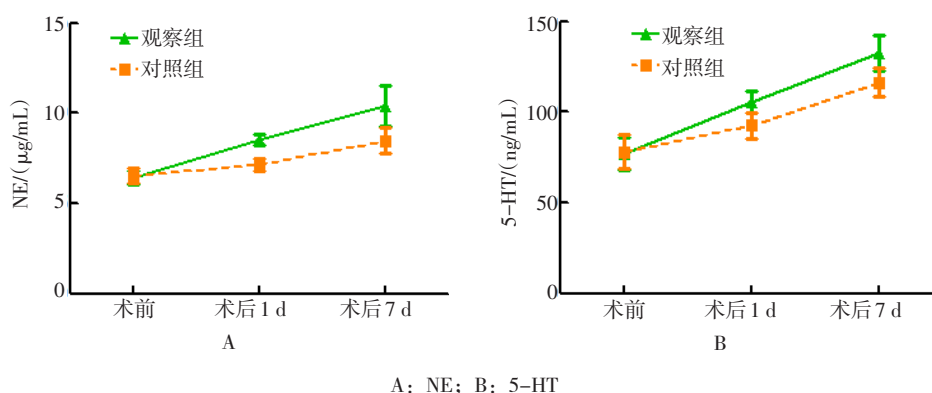 15
10
5
0
NE/(μg/mL)
观察组
对照组
术前
术后1 d
术后7 d
A
150
100
50
0
5-HT/(ng/mL)
观察组
对照组
术前
术后1 d
术后7 d
B
A：NE；B：5-HT